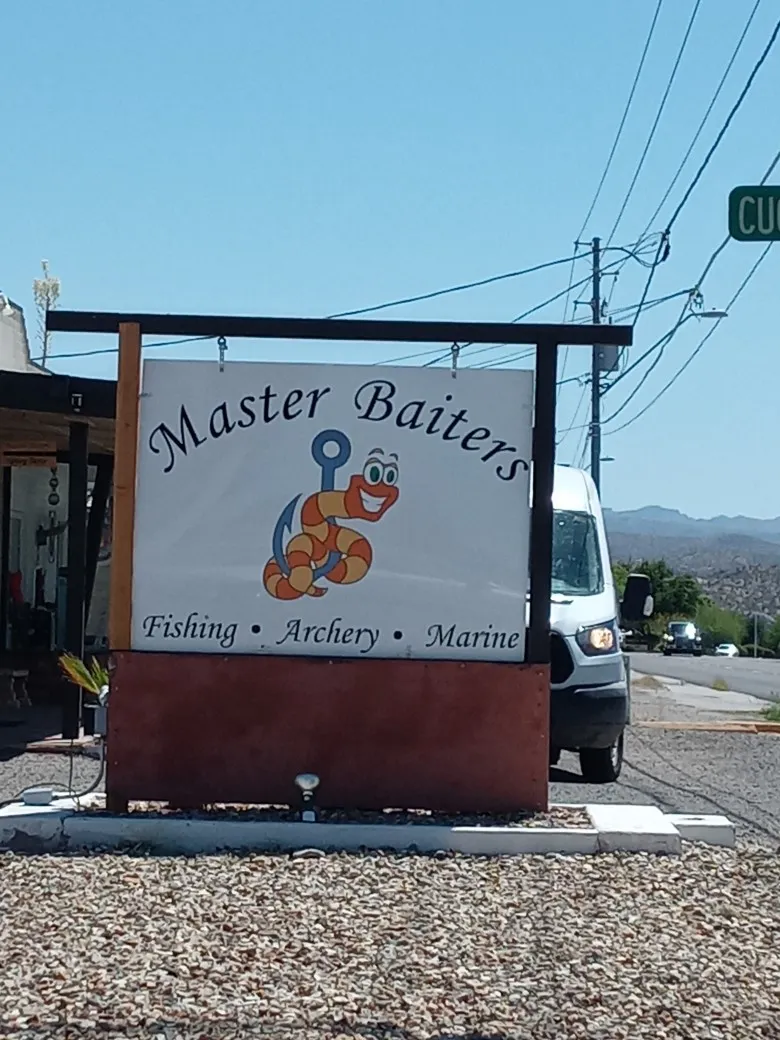 Master Baiters
Fishing • Archery • Marine